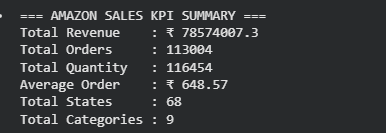 === AMAZON SALES KPI SUMMARY ===
Total Revenue : ₹ 78574007.3
Total Orders : 113004
Total Quantity : 116454
Average Order : ₹ 648.57
Total States : 68
Total Categories : 9